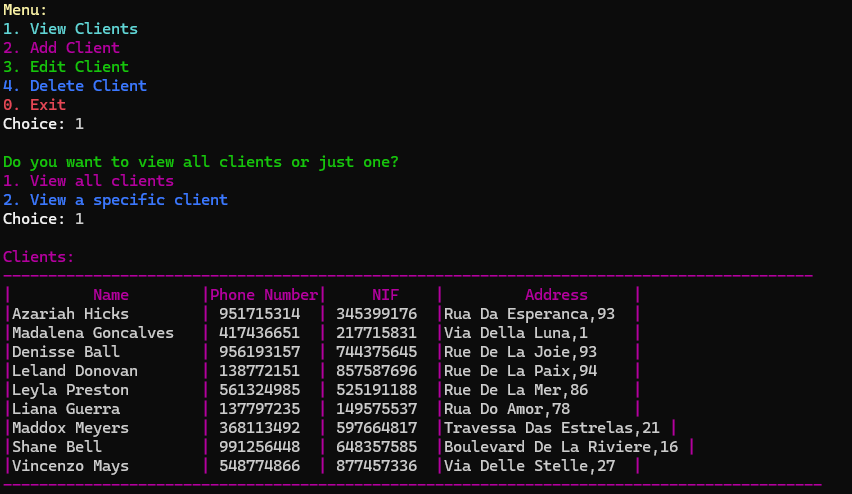 Menu:
1. View Clients
2. Add Client
3. Edit Client
4. Delete Client
0. Exit
Choice: 1
Do you want to view all clients or just one?
1. View all clients
2. View a specific client
Choice: 1
Clients:
------------------------------------------------------------------------------------------
|         Name        |Phone Number|     NIF    |         Address     |
|Azariah Hicks        | 951715314  | 345399176  |Rua Da Esperanca,93  |
|Madalena Goncalves   | 417436651  | 217715831  |Via Della Luna,1     |
|Denisse Ball         | 956193157  | 744375645  |Rue De La Joie,93    |
|Leland Donovan       | 138772151  | 857587696  |Rue De La Paix,94    |
|Leyla Preston        | 561324985  | 525191188  |Rue De La Mer,86     |
|Liana Guerra         | 137797235  | 149575537  |Rua Do Amor,78       |
|Maddox Meyers        | 368113492  | 597664817  |Travessa Das Estrelas,21 |
|Shane Bell           | 991256448  | 648357585  |Boulevard De La Riviere,16 |
|Vincenzo Mays        | 548774866  | 877457336  |Via Delle Stelle,27  |
-------------------------------------------------------------------------------------------